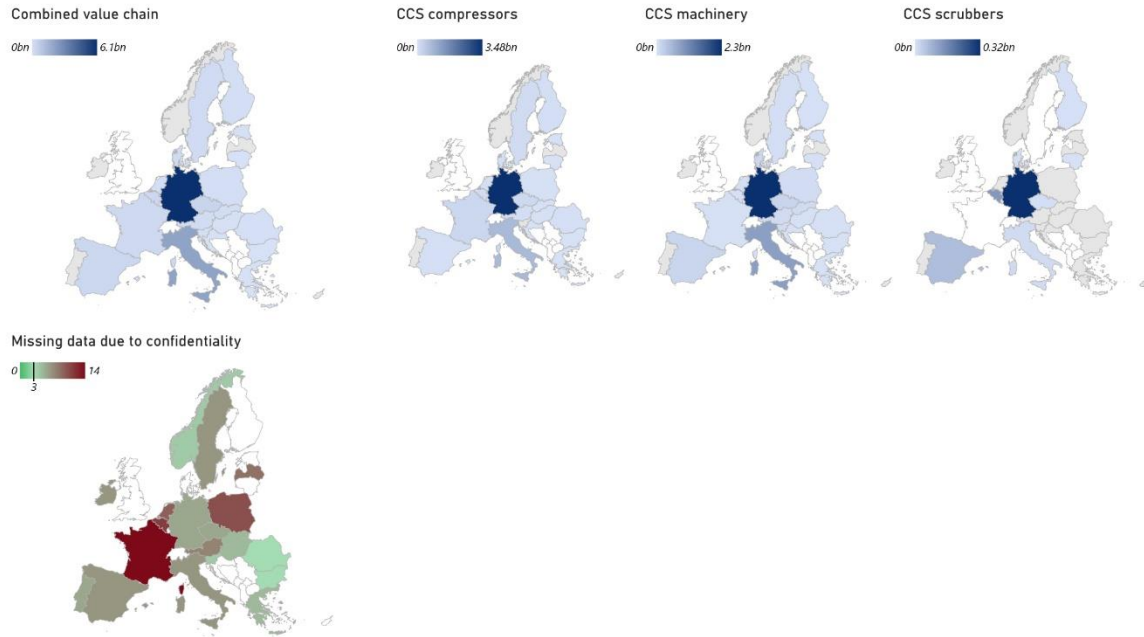 Combined value chain
0bn 6.1bn
CCS compressors
0bn 3.48bn
CCS machinery
0bn 2.3bn
CCS scrubbers
0bn 0.32bn
Missing data due to confidentiality
0 14
3